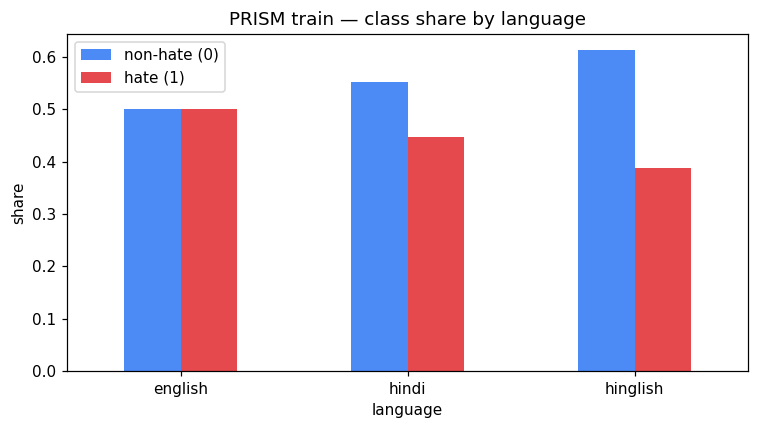 PRISM train — class share by language
non-hate (0)
hate (1)
share
0.6
0.5
0.4
0.3
0.2
0.1
0.0
english hindi hinglish
language